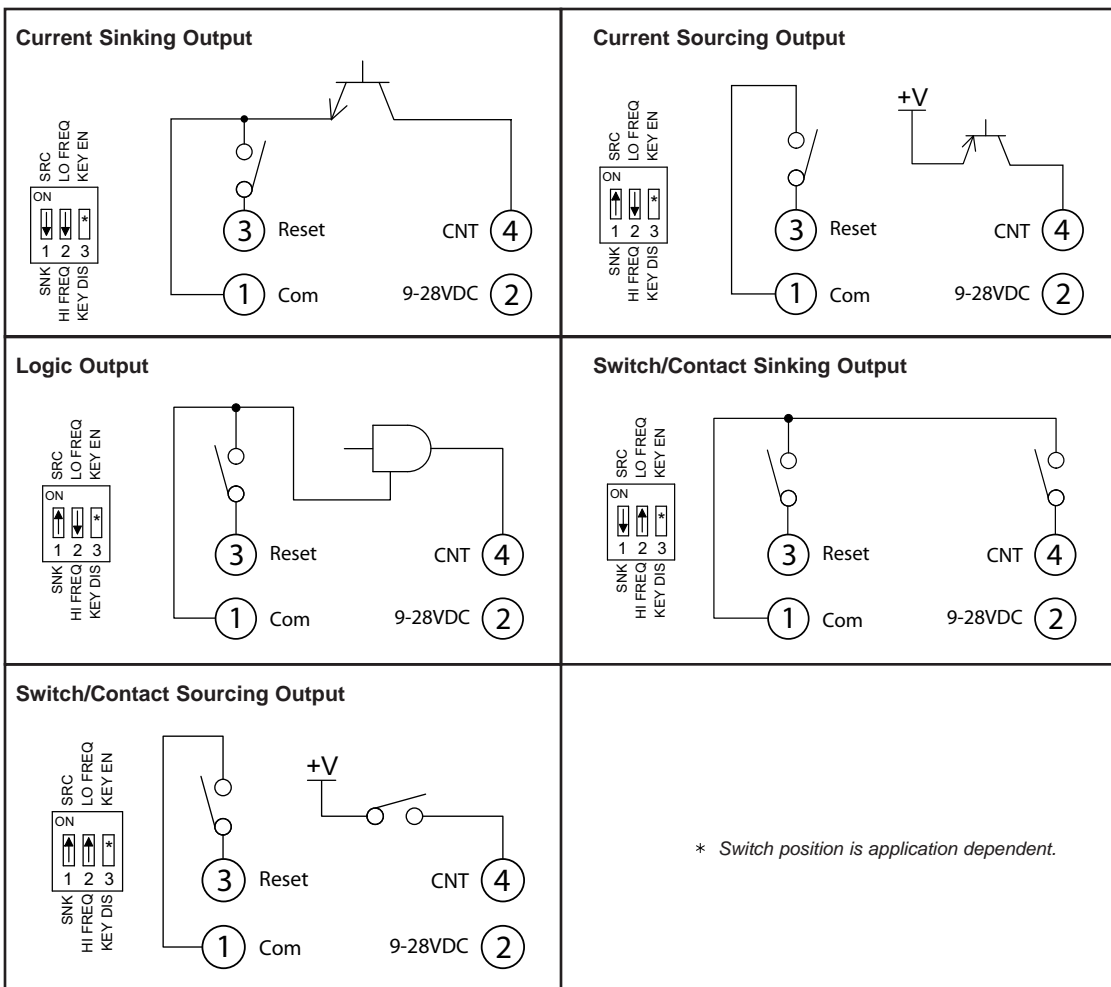 Current Sinking Output
SRC
LO FREQ
KEY EN
ON
*
1 2 3
SNK
HI FREQ
KEY DIS
3 Reset
CNT 4
1 Com
9-28VDC 2
Current Sourcing Output
+V
SRC
LO FREQ
KEY EN
ON
*
1 2 3
SNK
HI FREQ
KEY DIS
3 Reset
CNT 4
1 Com
9-28VDC 2
Logic Output
SRC
LO FREQ
KEY EN
ON
*
1 2 3
SNK
HI FREQ
KEY DIS
3 Reset
CNT 4
1 Com
9-28VDC 2
Switch/Contact Sinking Output
SRC
LO FREQ
KEY EN
ON
*
1 2 3
SNK
HI FREQ
KEY DIS
3 Reset
CNT 4
1 Com
9-28VDC 2
Switch/Contact Sourcing Output
+V
SRC
LO FREQ
KEY EN
ON
*
1 2 3
SNK
HI FREQ
KEY DIS
3 Reset
CNT 4
1 Com
9-28VDC 2
* Switch position is application dependent.